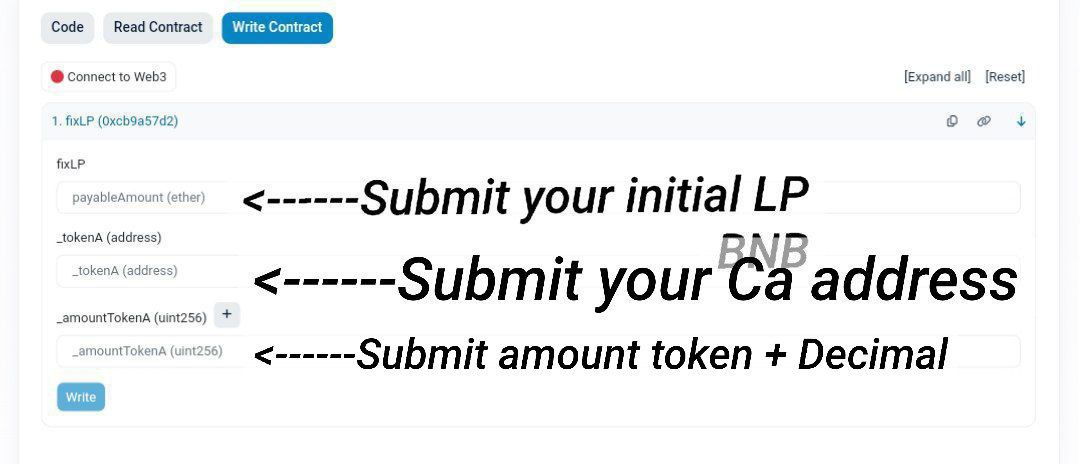 Code Read Contract Write Contract
Connect to Web3 [Expand all] [Reset]
1. fixLP (0xcb9a57d2)
fixLP
payableAmount (ether) <------Submit your initial LP
BNB
_tokenA (address)
_tokenA (address) <------Submit your Ca address
_amountTokenA (uint256) +
_amountTokenA (uint256) <------Submit amount token + Decimal
Write